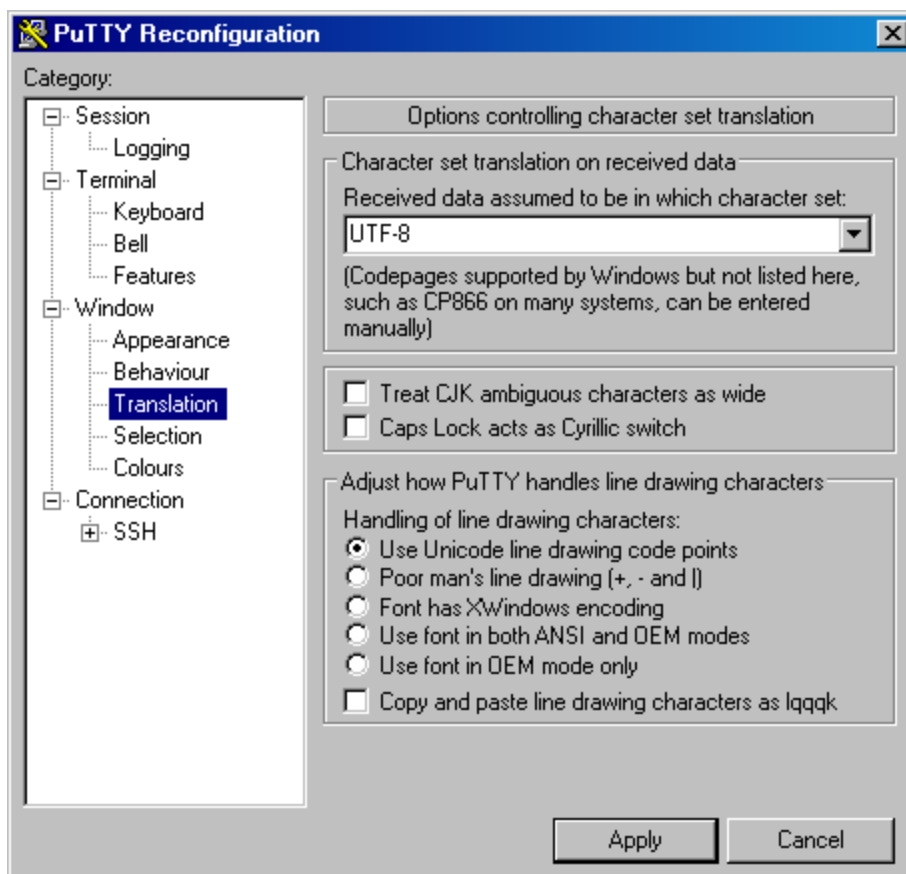 PuTTY Reconfiguration
Category:
Session
Logging
Terminal
Keyboard
Bell
Features
Window
Appearance
Behaviour
Translation
Selection
Colours
Connection
SSH
Options controlling character set translation
Character set translation on received data
Received data assumed to be in which character set:
UTF-8
(Codepages supported by Windows but not listed here,
such as CP866 on many systems, can be entered
manually)
Treat CJK ambiguous characters as wide
Caps Lock acts as Cyrillic switch
Adjust how PuTTY handles line drawing characters
Handling of line drawing characters:
Use Unicode line drawing code points
Poor man's line drawing (+, - and |)
Font has XWindows encoding
Use font in both ANSI and OEM modes
Use font in OEM mode only
Copy and paste line drawing characters as lqqqk
Apply
Cancel